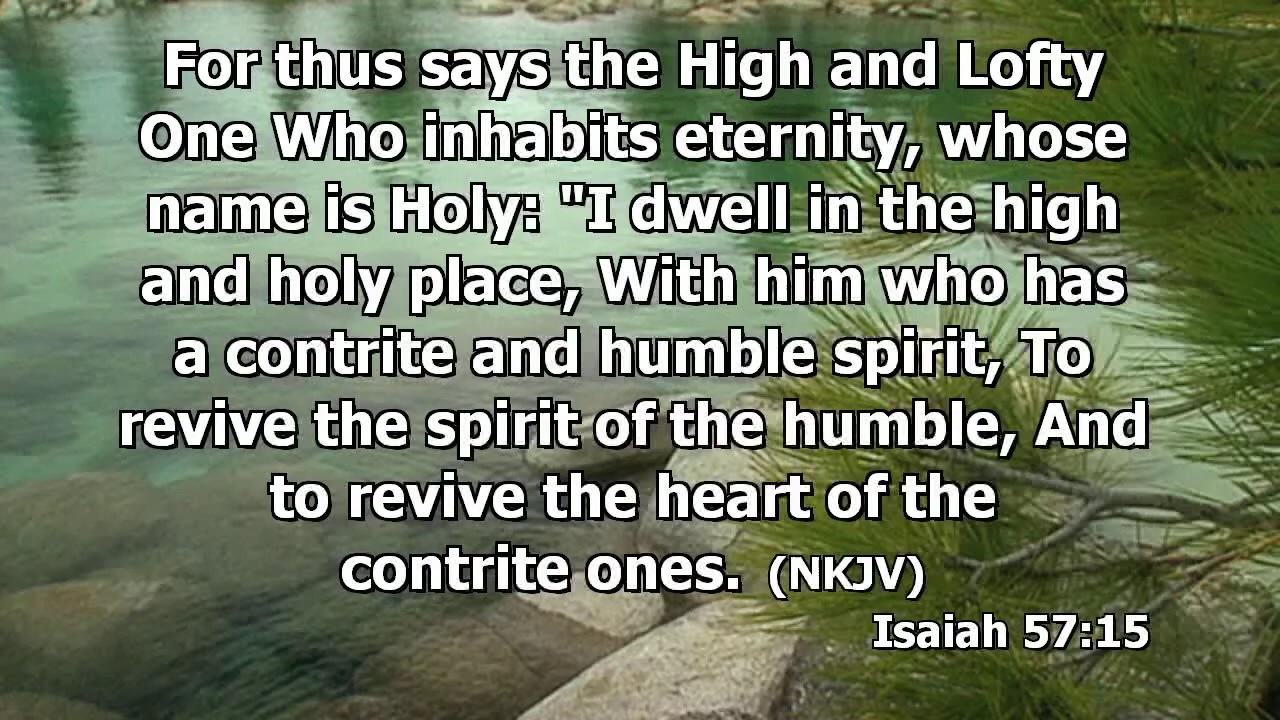 For thus says the High and Lofty
One Who inhabits eternity, whose
name is Holy: "I dwell in the high
and holy place, With him who has
a contrite and humble spirit, To
revive the spirit of the humble, And
to revive the heart of the
contrite ones. (NKJV)
Isaiah 57:15